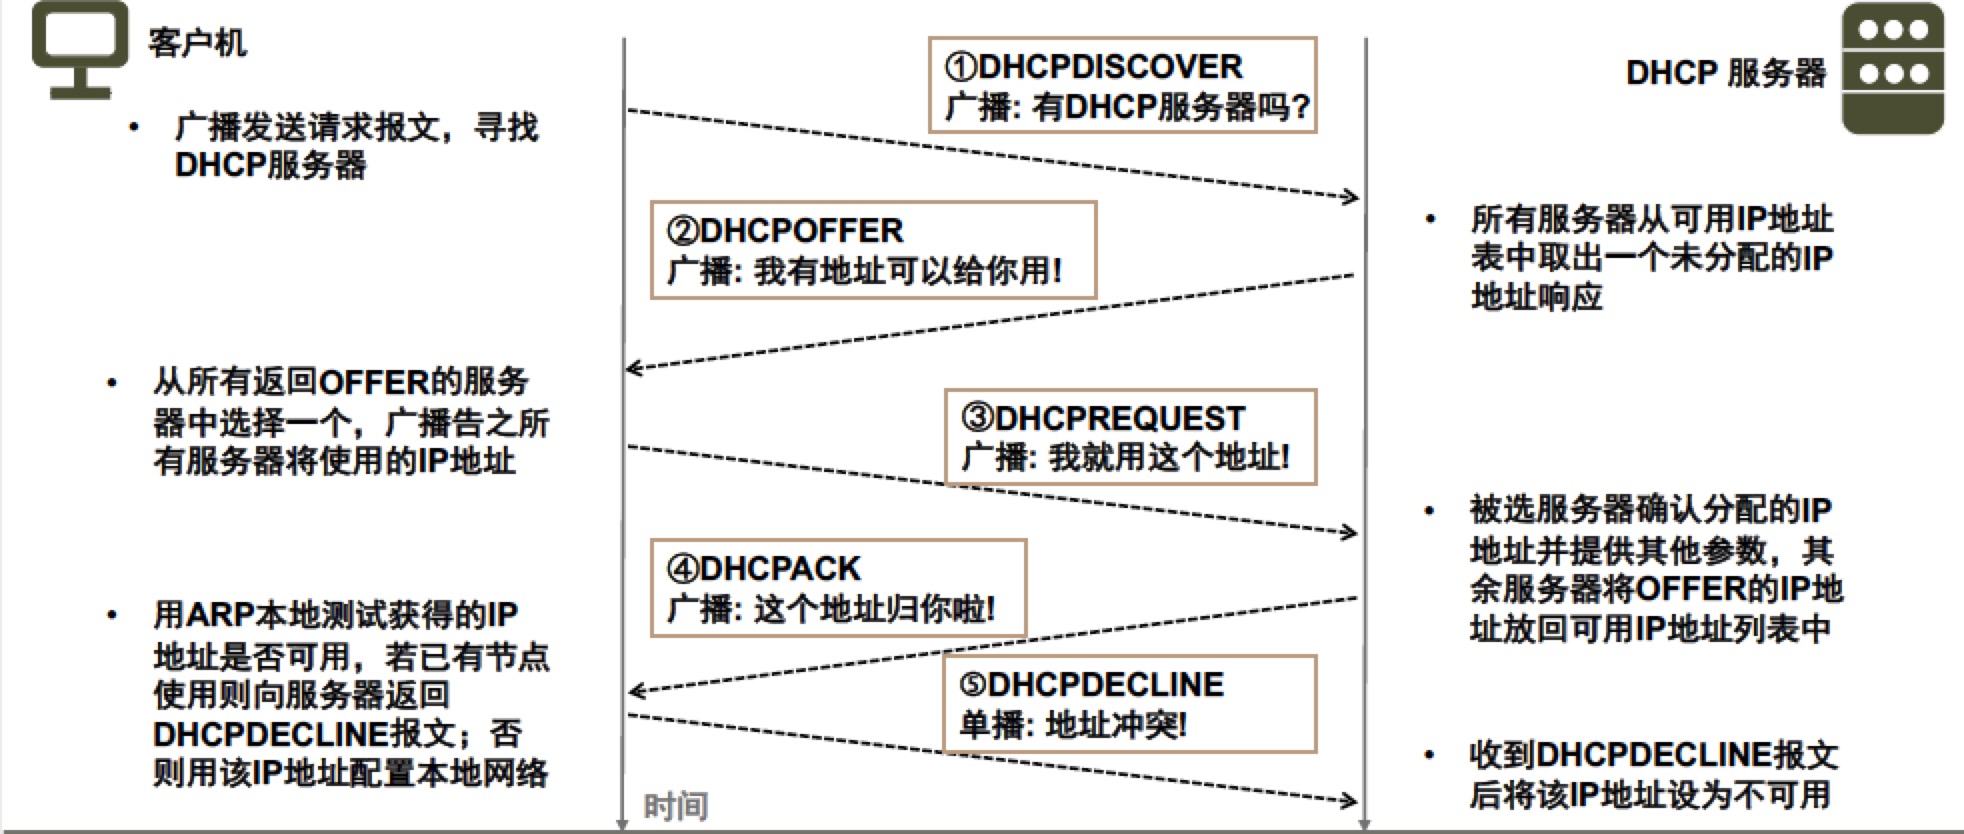 客户机
DHCP 服务器
①DHCPDISCOVER
广播: 有DHCP服务器吗?
• 广播发送请求报文，寻找
DHCP服务器
②DHCPOFFER
广播: 我有地址可以给你用!
• 所有服务器从可用IP地址
表中取出一个未分配的IP
地址响应
• 从所有返回OFFER的服务
器中选择一个，广播告之所
有服务器将使用的IP地址
③DHCPREQUEST
广播: 我就用这个地址!
• 被选服务器确认分配的IP
地址并提供其他参数，其
余服务器将OFFER的IP地
址放回可用IP地址列表中
④DHCPACK
广播: 这个地址归你啦!
• 用ARP本地测试获得的IP
地址是否可用，若已有节点
使用则向服务器返回
DHCPDECLINE报文；否
则用该IP地址配置本地网络
⑤DHCPDECLINE
单播: 地址冲突!
• 收到DHCPDECLINE报文
后将该IP地址设为不可用
时间